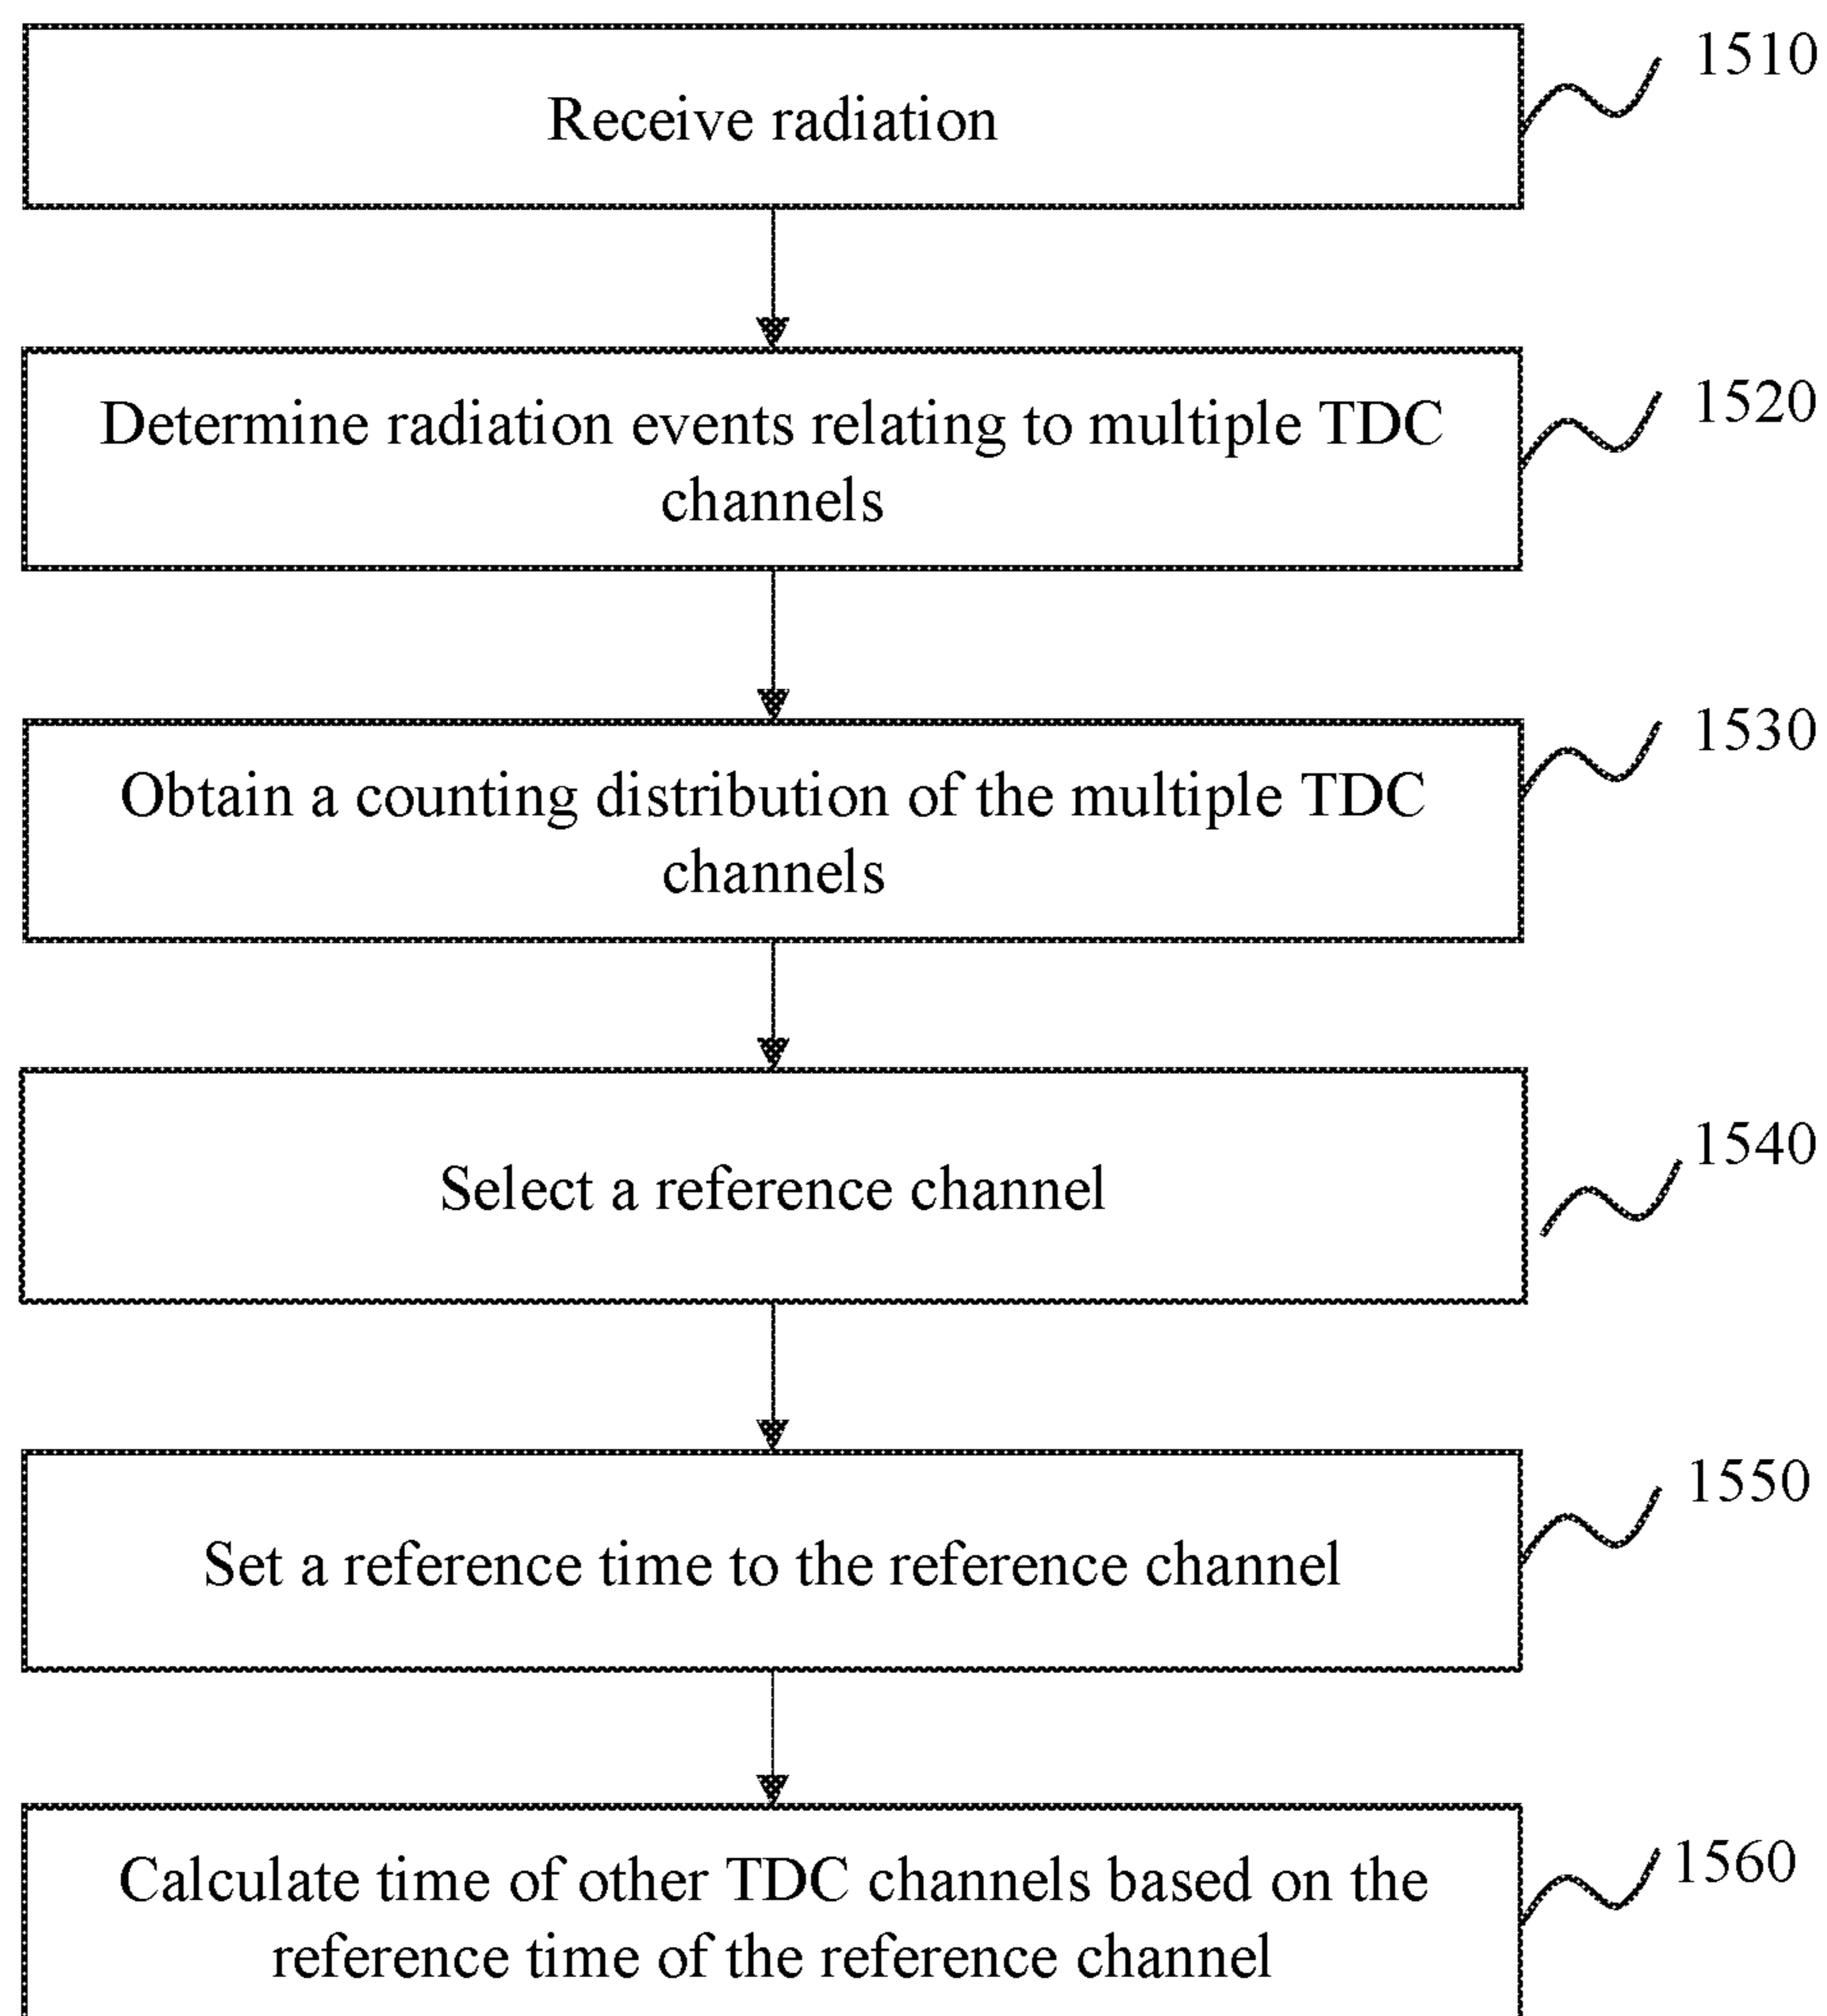 Receive radiation
1510
Determine radiation events relating to multiple TDC
channels
1520
Obtain a counting distribution of the multiple TDC
channels
1530
Select a reference channel
1540
Set a reference time to the reference channel
1550
Calculate time of other TDC channels based on the
reference time of the reference channel
1560